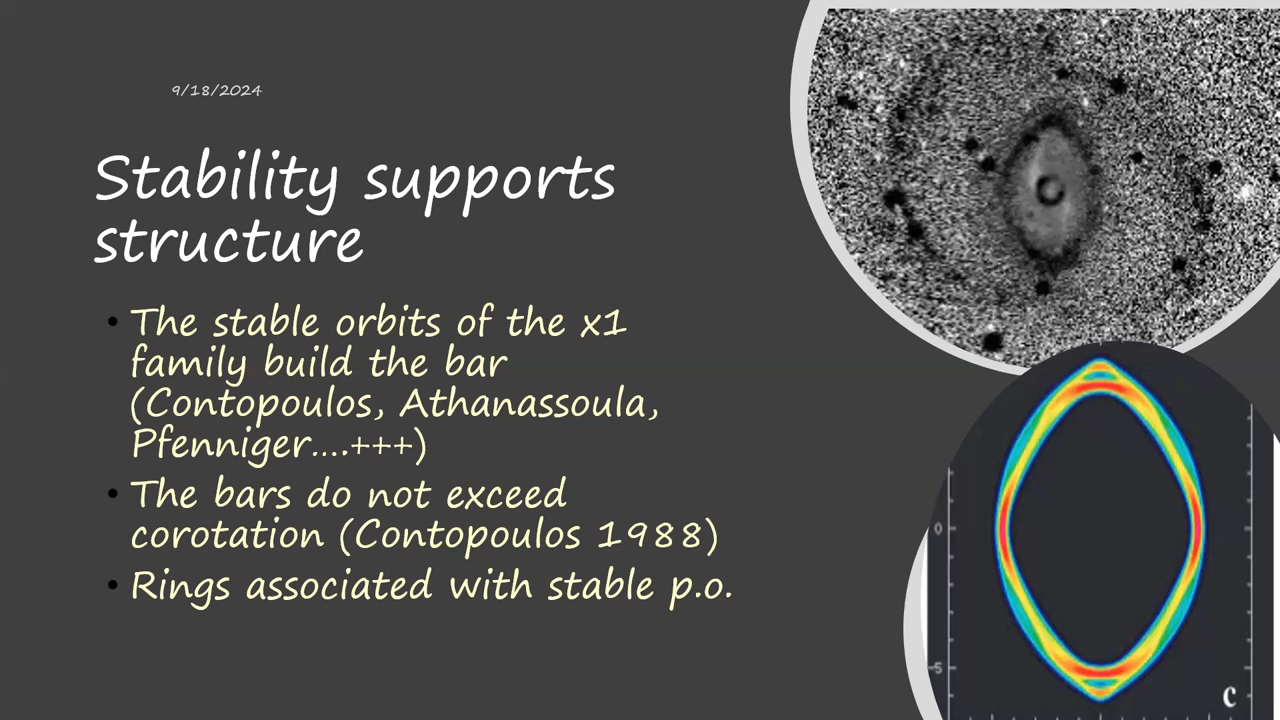 9/18/2024
Stability supports
structure
• The stable orbits of the x1
family build the bar
(Contopoulos, Athanassoula,
Pfenniger....+++)
• The bars do not exceed
corotation (Contopoulos 1988)
• Rings associated with stable p.o.
0
-5
c